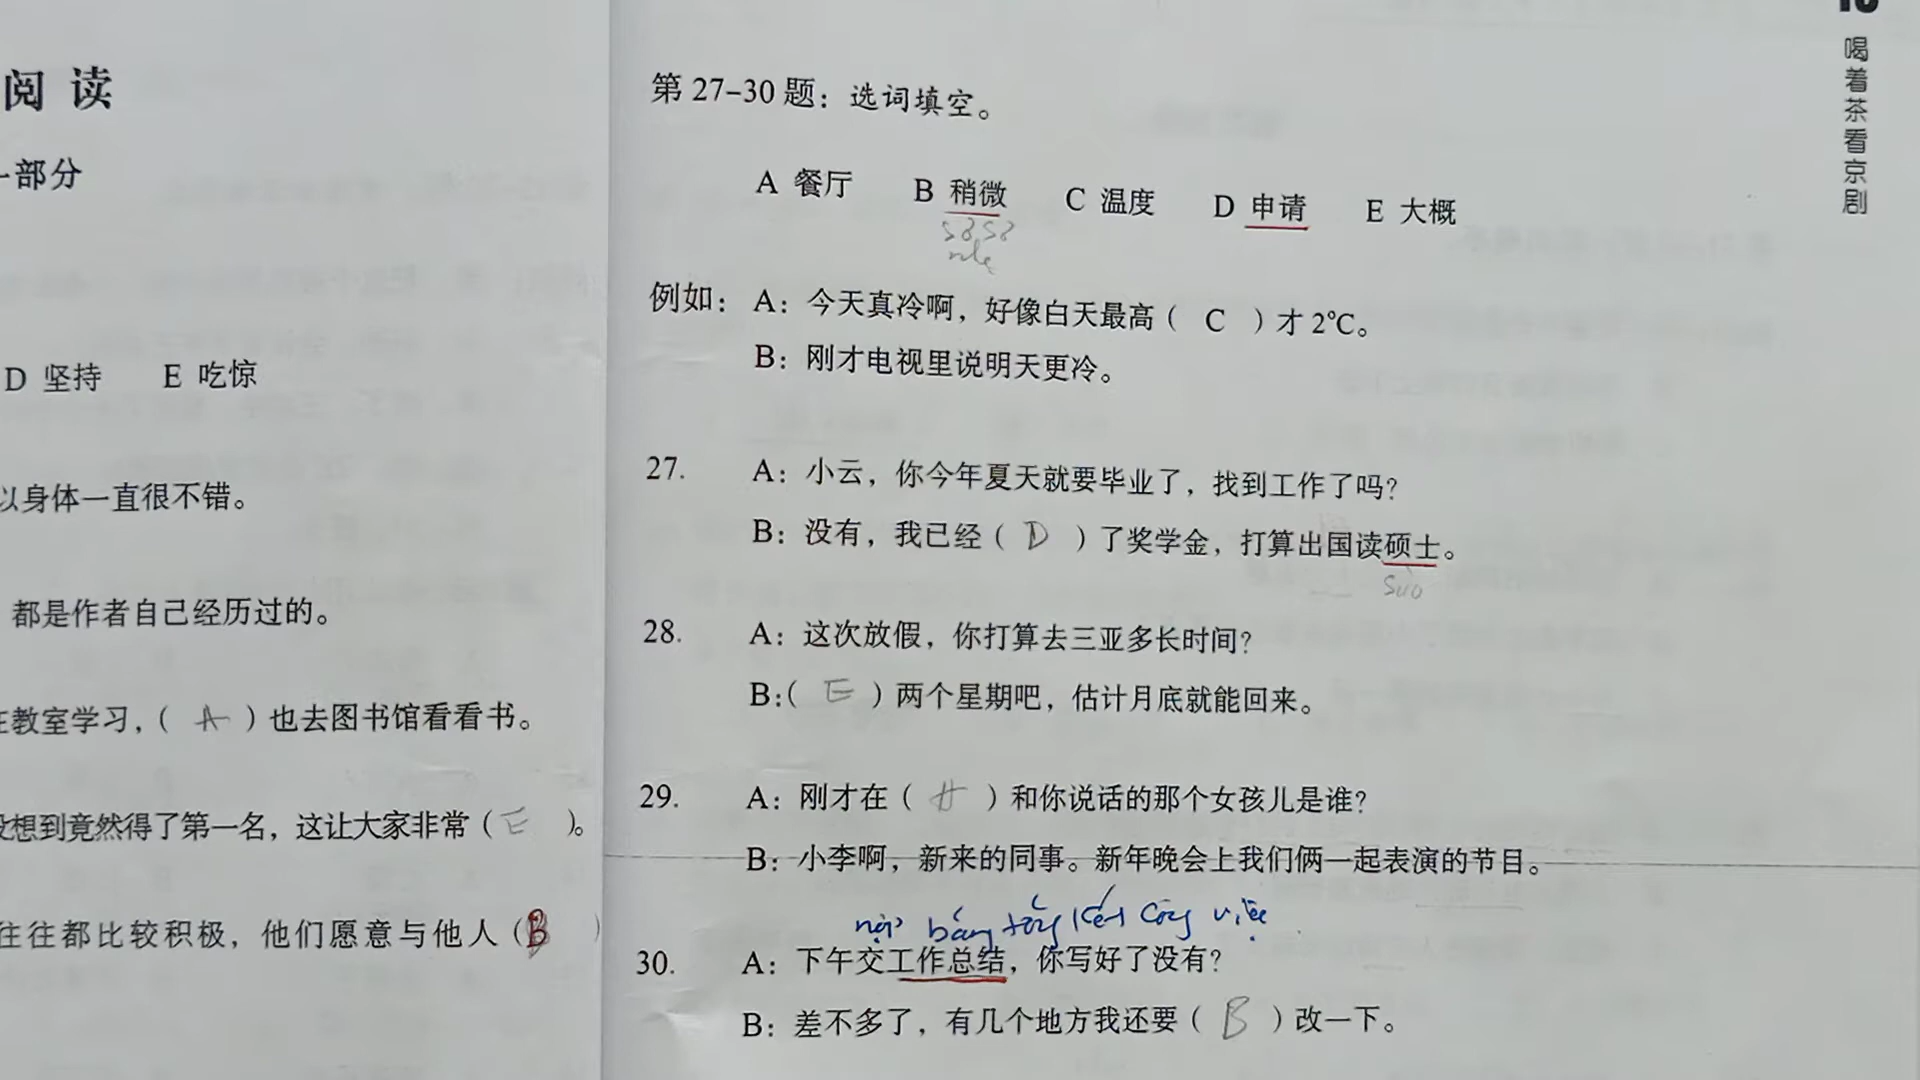 阅 读
部分
D 坚持 E 吃惊
以身体一直很不错。
都是作者自己经历过的。
在教室学习，（ A ）也去图书馆看看书。
没想到竟然得了第一名，这让大家非常（ E ）。
往往都比较积极，他们愿意与他人（ B ）
喝着茶看京剧
第 27–30 题：选词填空。
A 餐厅 B 稍微 C 温度 D 申请 E 大概
例如： A：今天真冷啊，好像白天最高（ C ）才 2℃。
B：刚才电视里说明天更冷。
27. A：小云，你今年夏天就要毕业了，找到工作了吗？
B：没有，我已经（ D ）了奖学金，打算出国读硕士。
suo
28. A：这次放假，你打算去三亚多长时间？
B：（ E ）两个星期吧，估计月底就能回来。
29. A：刚才在（ A ）和你说话的那个女孩儿是谁？
B：小李啊，新来的同事。新年晚会上我们俩一起表演的节目。
nộp bảng tổng kết công việc
30. A：下午交工作总结，你写好了没有？
B：差不多了，有几个地方我还要（ B ）改一下。